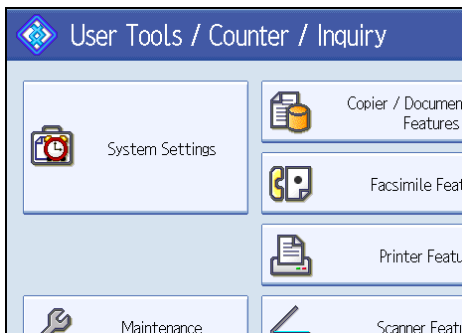 User Tools / Counter / Inquiry
System Settings
Copier / Documen
Features
Facsimile Feat
Printer Featu
Maintenance
Scanner Featu